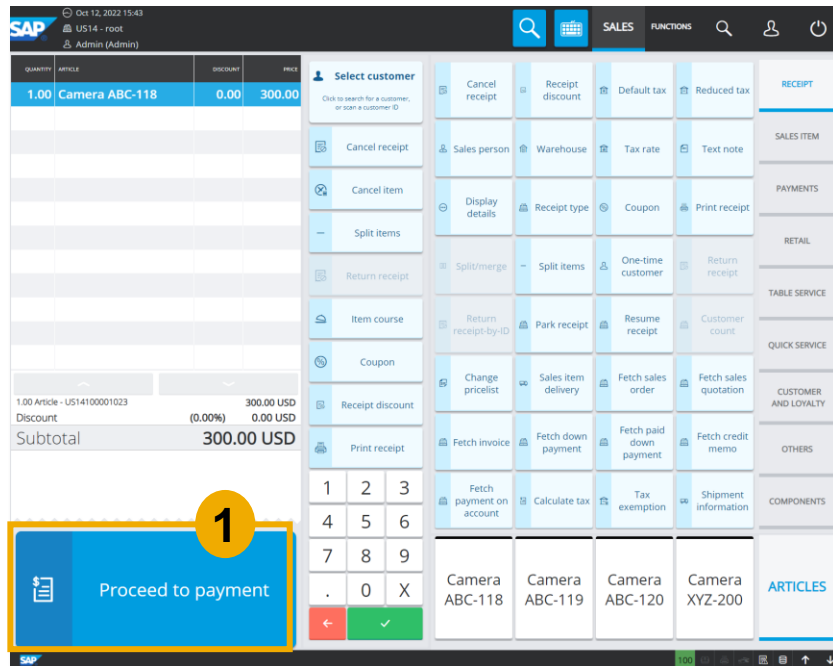 Oct 12, 2022 15:43
SAP
US14 - root
Admin (Admin)
SALES
FUNCTIONS
QUANTITY ARTICLE DISCOUNT PRICE
1.00 Camera ABC-118 0.00 300.00
1.00 Article - US14100001023 300.00 USD
Discount (0.00%) 0.00 USD
Subtotal 300.00 USD
1
Proceed to payment
Select customer
Click to search for a customer,
or scan a customer ID
Cancel receipt
Cancel item
Split items
Return receipt
Item course
Coupon
Receipt discount
Print receipt
1 2 3
4 5 6
7 8 9
. 0 X
Cancel
receipt
Receipt
discount
Default tax
Reduced tax
Sales person
Warehouse
Tax rate
Text note
Display
details
Receipt type
Coupon
Print receipt
Split/merge
Split items
One-time
customer
Return
receipt
Return
receipt-by-ID
Park receipt
Resume
receipt
Customer
count
Change
pricelist
Sales item
delivery
Fetch sales
order
Fetch sales
quotation
Fetch invoice
Fetch down
payment
Fetch paid
down
payment
Fetch credit
memo
Fetch
payment on
account
Calculate tax
Tax
exemption
Shipment
information
Camera
ABC-118
Camera
ABC-119
Camera
ABC-120
Camera
XYZ-200
RECEIPT
SALES ITEM
PAYMENTS
RETAIL
TABLE SERVICE
QUICK SERVICE
CUSTOMER
AND LOYALTY
OTHERS
COMPONENTS
ARTICLES
SAP
100